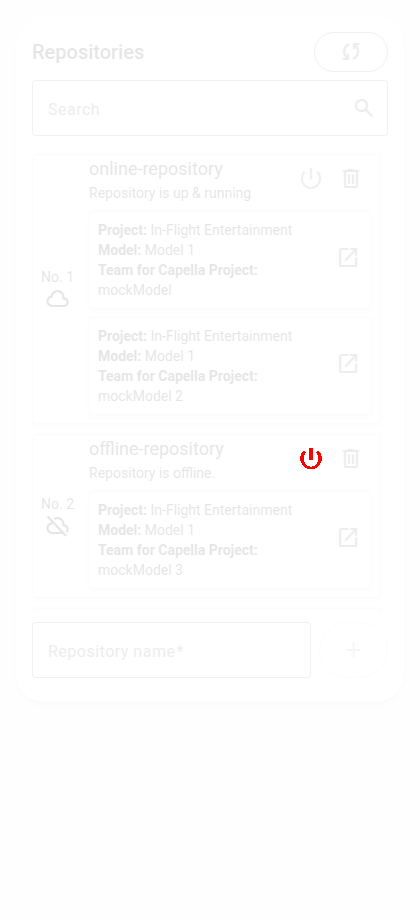 Repositories
Search
online-repository
Repository is up & running
Project: In-Flight Entertainment
Model: Model 1
Team for Capella Project:
mockModel
No. 1
Project: In-Flight Entertainment
Model: Model 1
Team for Capella Project:
mockModel 2
offline-repository
Repository is offline.
No. 2
Project: In-Flight Entertainment
Model: Model 1
Team for Capella Project:
mockModel 3
Repository name*